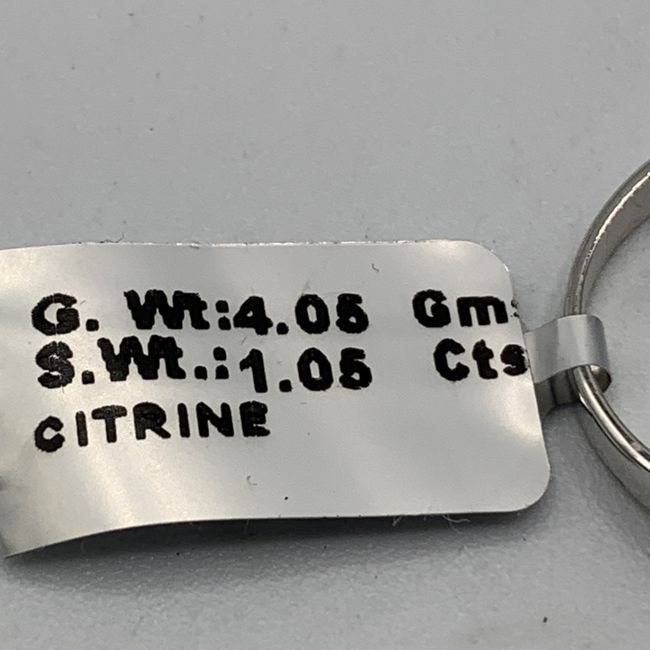 G. Wt:4.05 Gms
S.Wt.:1.05 Cts
CITRINE